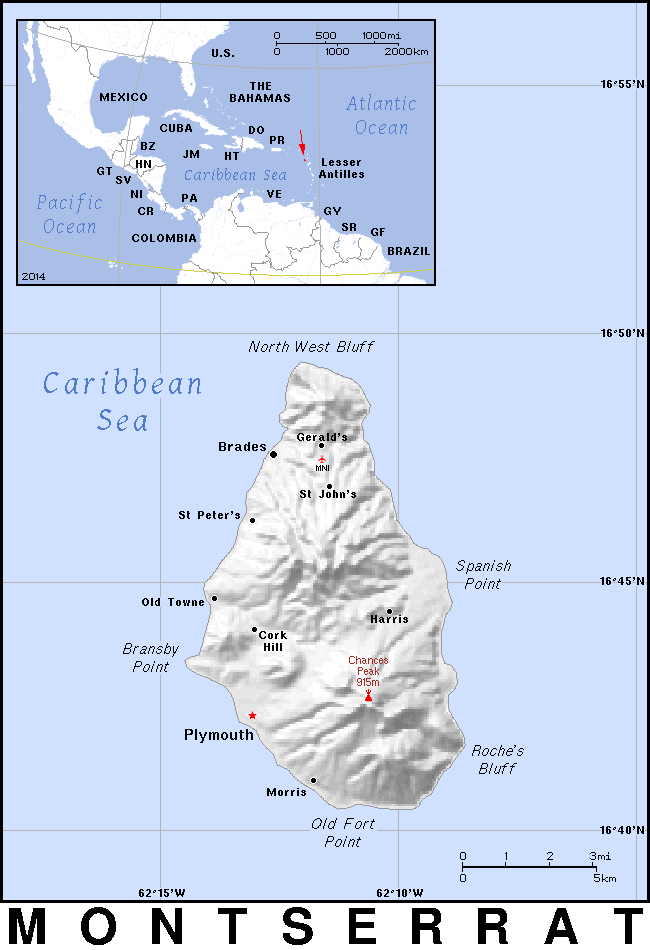 0 500 1000mi
0 1000 2000km
U.S.
MEXICO
THE
BAHAMAS
Atlantic
Ocean
CUBA
DO
PR
BZ
JM
HT
HN
Lesser
Antilles
GT
SV
Caribbean Sea
NI
PA
VE
Pacific
Ocean
CR
GY
SR
GF
COLOMBIA
BRAZIL
2014
16°55'N
16°50'N
North West Bluff
Caribbean
Sea
Gerald's
Brades
MNI
St John's
St Peter's
Spanish
Point
16°45'N
Old Towne
Harris
Cork
Hill
Bransby
Point
Chances
Peak
915m
Plymouth
Roche's
Bluff
Morris
Old Fort
Point
16°40'N
0 1 2 3mi
0 5km
62°15'W
62°10'W
MONTSERRAT